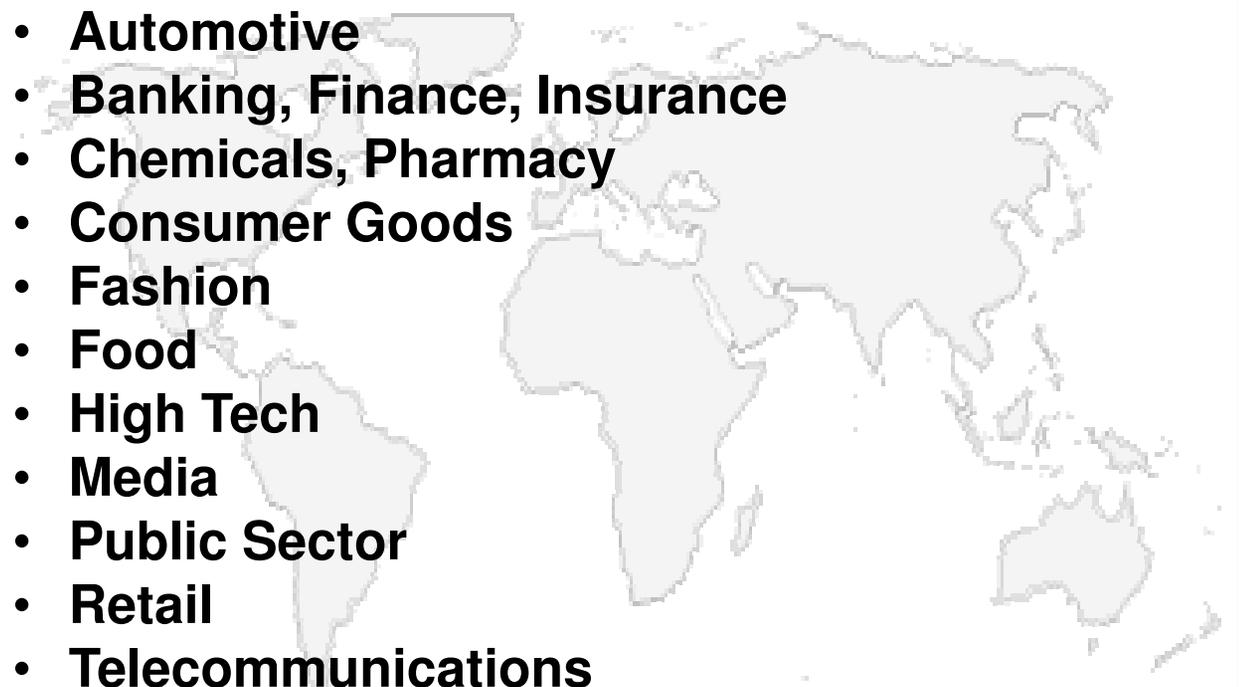 • Automotive
• Banking, Finance, Insurance
• Chemicals, Pharmacy
• Consumer Goods
• Fashion
• Food
• High Tech
• Media
• Public Sector
• Retail
• Telecommunications